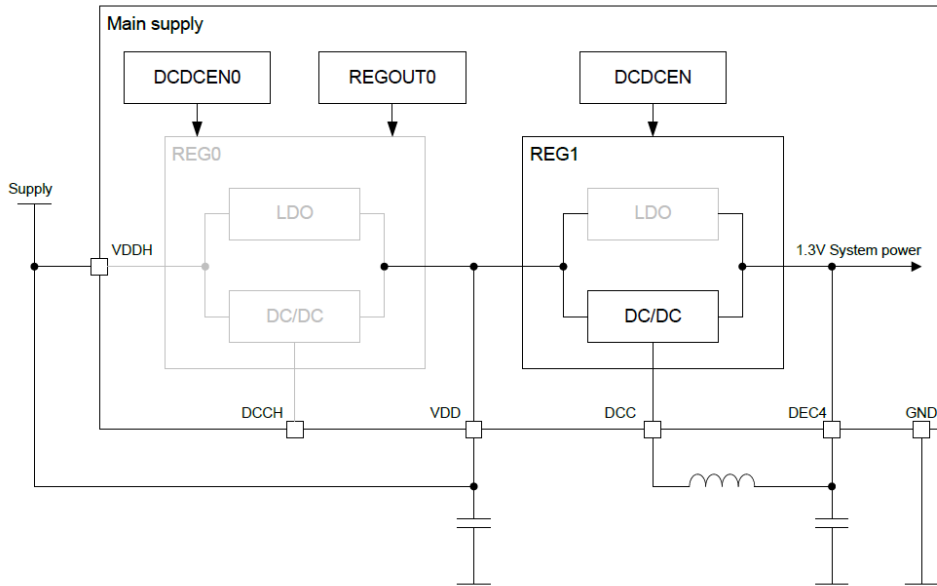 Main supply
DCDCEN0
REGOUT0
DCDCEN
REG0
REG1
Supply
LDO
LDO
VDDH
1.3V System power
DC/DC
DC/DC
DCCH
VDD
DCC
DEC4
GND